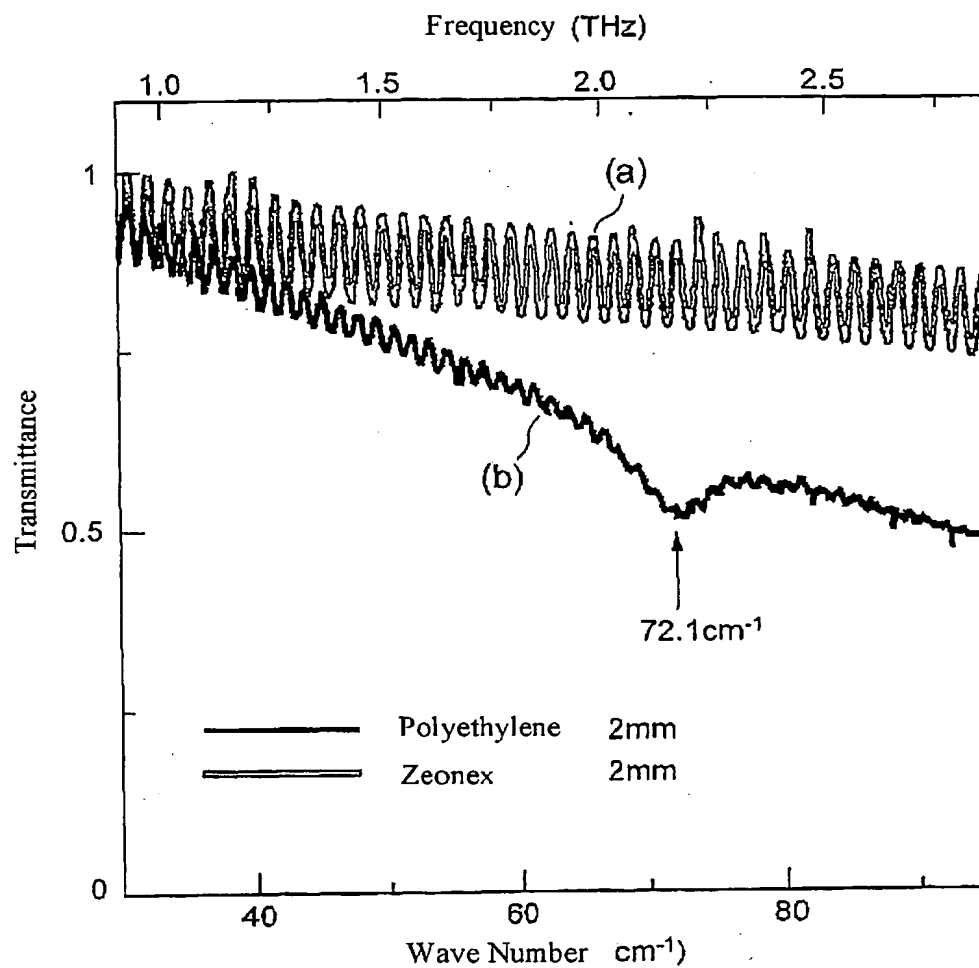 Frequency (THz)
1.0 1.5 2.0 2.5
1
(a)
Transmittance
(b)
0.5
72.1cm⁻¹
Polyethylene 2mm
Zeonex 2mm
0
40 60 80
Wave Number cm⁻¹)